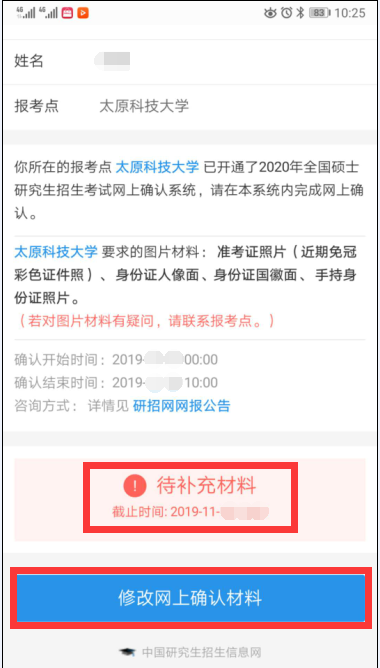 46 46 83 10:25
姓名
报考点 太原科技大学
你所在的报考点 太原科技大学 已开通了2020年全国硕士
研究生招生考试网上确认系统，请在本系统内完成网上确
认。
太原科技大学 要求的图片材料：准考证照片（近期免冠
彩色证件照）、身份证人像面、身份证国徽面、手持身
份证照片。
（若对图片材料有疑问，请联系报考点。）
确认开始时间：2019- 00:00
确认结束时间：2019- 10:00
咨询方式： 详情见 研招网网报公告
! 待补充材料
截止时间: 2019-11-
修改网上确认材料
中国研究生招生信息网